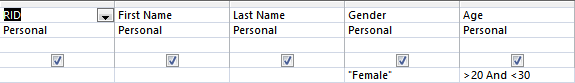 RID First Name Last Name Gender Age
Personal Personal Personal Personal Personal
"Female" >20 And <30